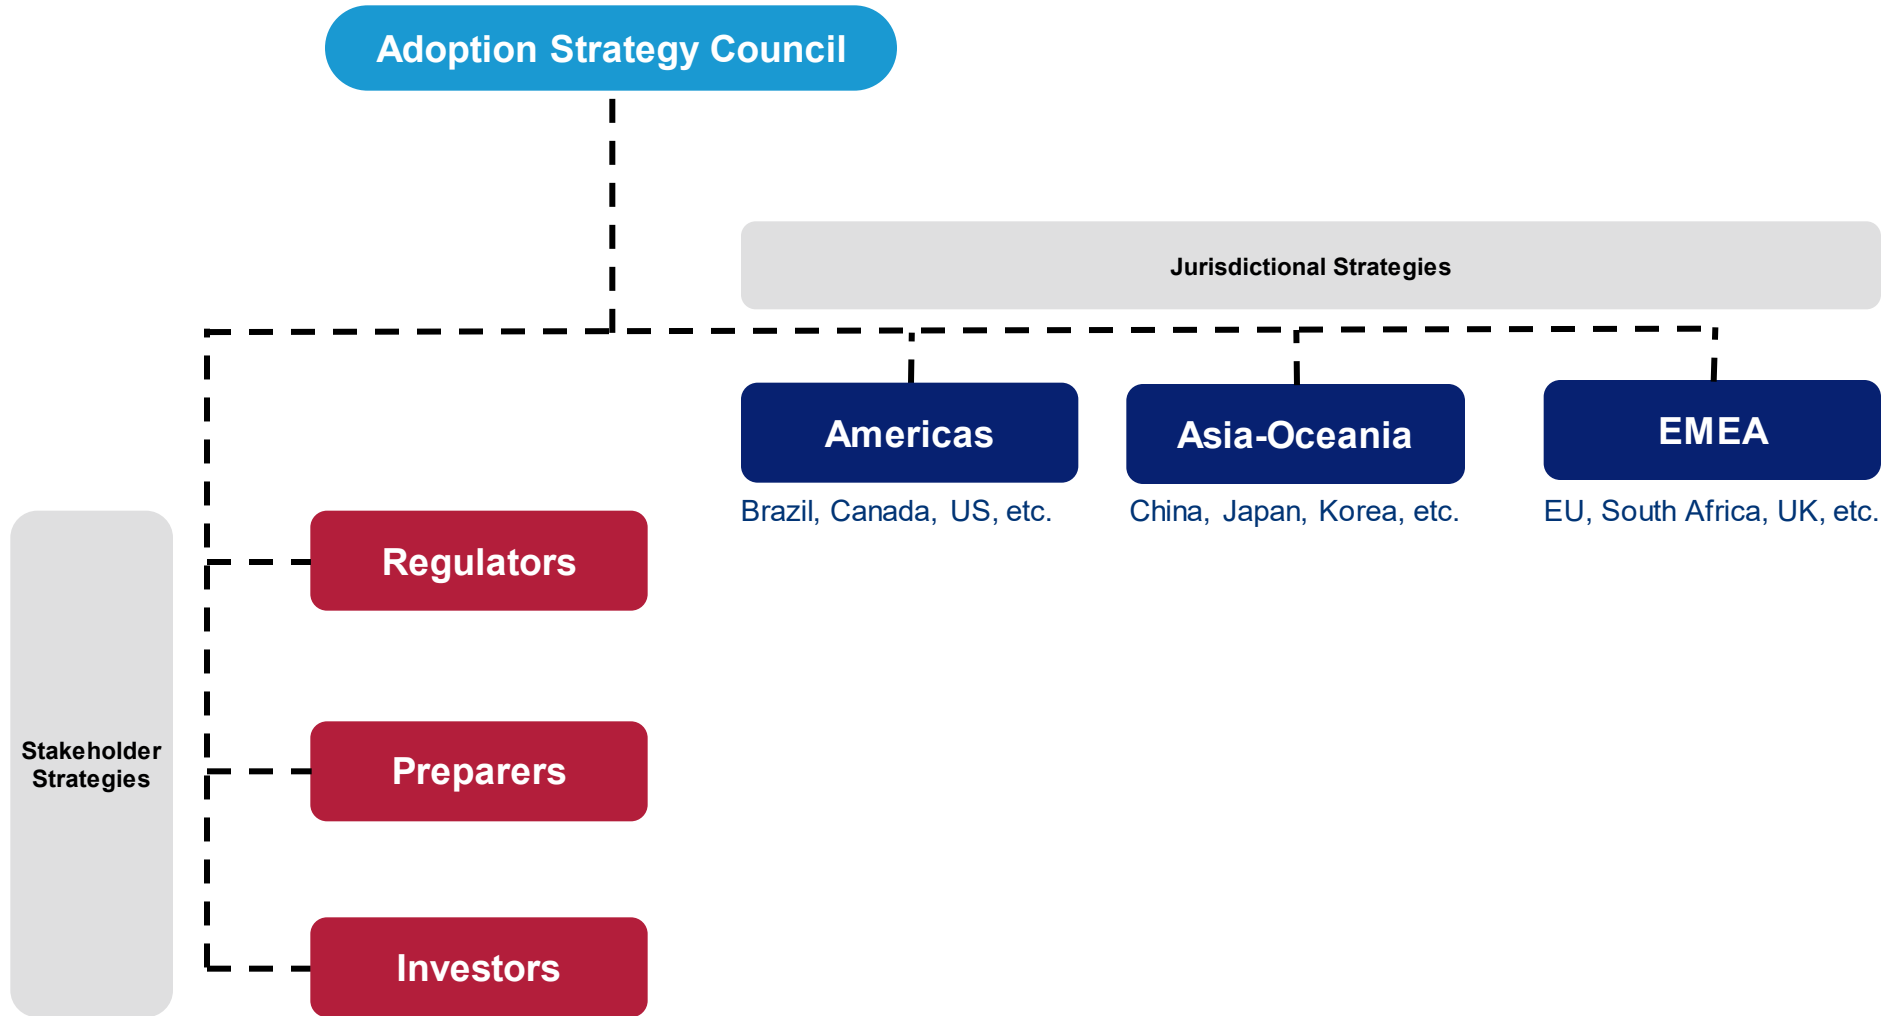 Adoption Strategy Council
Jurisdictional Strategies
Americas
Asia-Oceania
EMEA
Brazil, Canada, US, etc.
China, Japan, Korea, etc.
EU, South Africa, UK, etc.
Stakeholder
Strategies
Regulators
Preparers
Investors